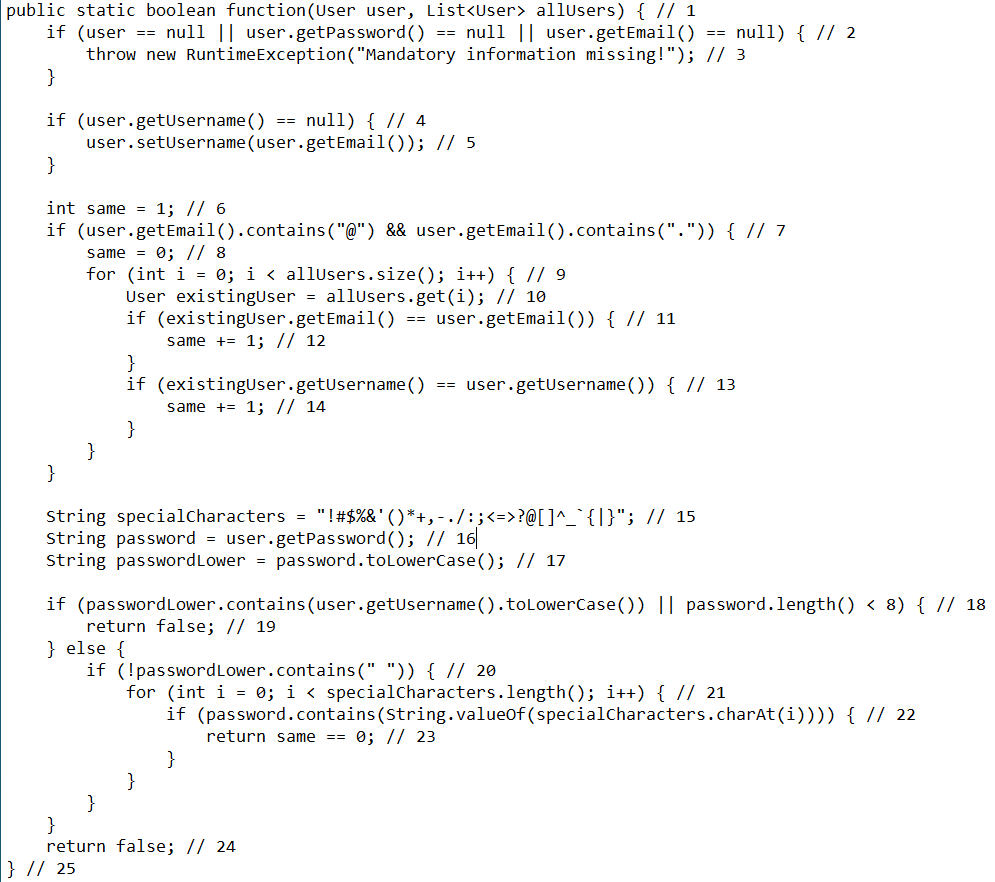 public static boolean function(User user, List<User> allUsers) { // 1
    if (user == null || user.getPassword() == null || user.getEmail() == null) { // 2
        throw new RuntimeException("Mandatory information missing!"); // 3
    }

    if (user.getUsername() == null) { // 4
        user.setUsername(user.getEmail()); // 5
    }

    int same = 1; // 6
    if (user.getEmail().contains("@") && user.getEmail().contains(".")) { // 7
        same = 0; // 8
        for (int i = 0; i < allUsers.size(); i++) { // 9
            User existingUser = allUsers.get(i); // 10
            if (existingUser.getEmail() == user.getEmail()) { // 11
                same += 1; // 12
            }
            if (existingUser.getUsername() == user.getUsername()) { // 13
                same += 1; // 14
            }
        }
    }

    String specialCharacters = "!#$%&'()*+,-./:;<=>?@[]^_`{|}"; // 15
    String password = user.getPassword(); // 16
    String passwordLower = password.toLowerCase(); // 17

    if (passwordLower.contains(user.getUsername().toLowerCase()) || password.length() < 8) { // 18
        return false; // 19
    } else {
        if (!passwordLower.contains(" ")) { // 20
            for (int i = 0; i < specialCharacters.length(); i++) { // 21
                if (password.contains(String.valueOf(specialCharacters.charAt(i)))) { // 22
                    return same == 0; // 23
                }
            }
        }
    }
    return false; // 24
} // 25